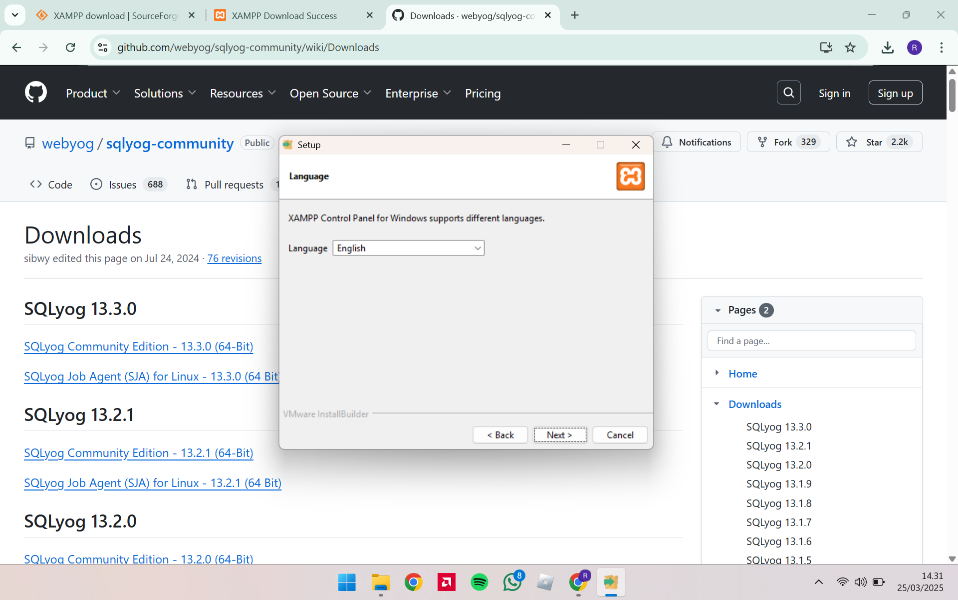 XAMPP download | SourceForg
XAMPP Download Success
Downloads · webyog/sqlyog-co
github.com/webyog/sqlyog-community/wiki/Downloads
R
Product
Solutions
Resources
Open Source
Enterprise
Pricing
Sign in
Sign up
webyog / sqlyog-community
Public
Notifications
Fork 329
Star 2.2k
Code
Issues 688
Pull requests 1
Setup
Language
XAMPP Control Panel for Windows supports different languages.
Language English
VMware InstallBuilder
< Back
Next >
Cancel
Downloads
sibwy edited this page on Jul 24, 2024 · 76 revisions
SQLyog 13.3.0
SQLyog Community Edition - 13.3.0 (64-Bit)
SQLyog Job Agent (SJA) for Linux - 13.3.0 (64 Bit
SQLyog 13.2.1
SQLyog Community Edition - 13.2.1 (64-Bit)
SQLyog Job Agent (SJA) for Linux - 13.2.1 (64 Bit)
SQLyog 13.2.0
SQLyog Community Edition - 13.2.0 (64-Bit)
Pages 2
Find a page...
Home
Downloads
SQLyog 13.3.0
SQLyog 13.2.1
SQLyog 13.2.0
SQLyog 13.1.9
SQLyog 13.1.8
SQLyog 13.1.7
SQLyog 13.1.6
SQLyog 13.1.5
8
R
14.31
25/03/2025